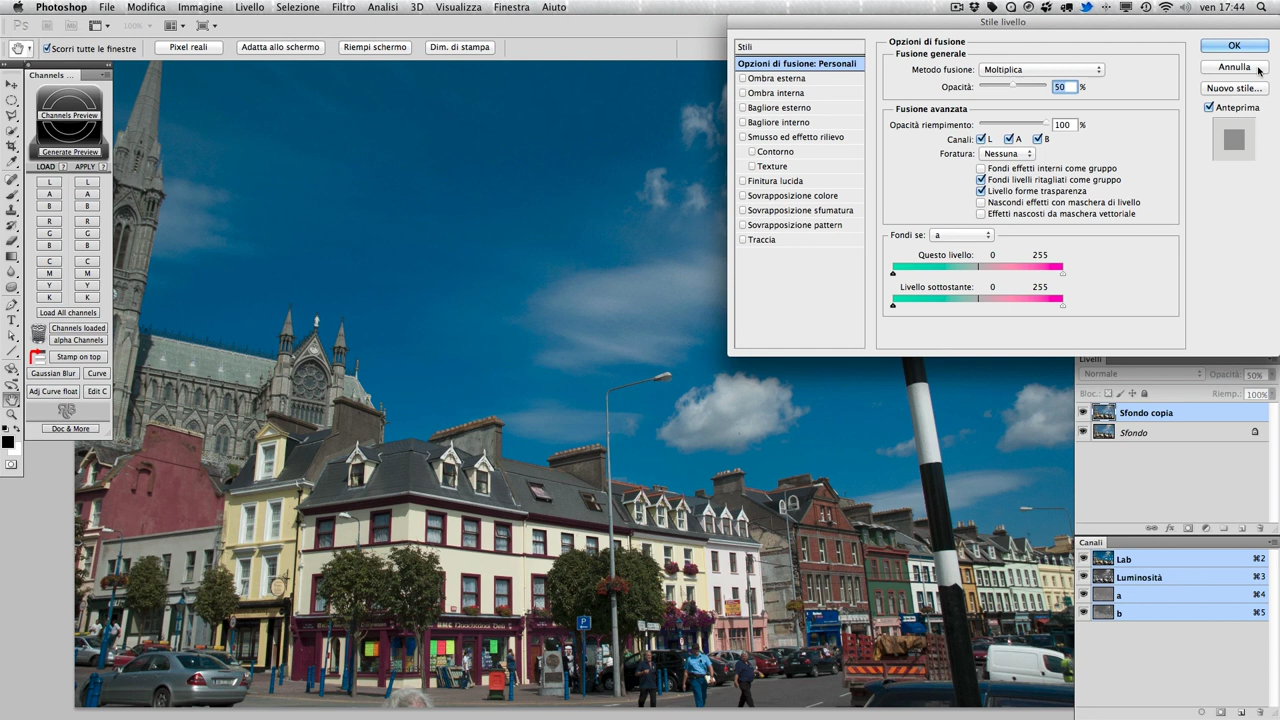 Photoshop File Modifica Immagine Livello Selezione Filtro Analisi 3D Visualizza Finestra Aiuto
ven 17:44
Ps
100%
Scorri tutte le finestre Pixel reali Adatta allo schermo Riempi schermo Dim. di stampa
Channels ...
Channels Preview
Generate Preview
LOAD ? APPLY ?
L L
A A
B B
R R
G G
B B
C C
M M
Y Y
K K
Load All channels
Channels loaded
alpha Channels
Stamp on top
Gaussian Blur Curve
Adj Curve float Edit C
Doc & More
Stile livello
Stili
Opzioni di fusione: Personali
Ombra esterna
Ombra interna
Bagliore esterno
Bagliore interno
Smusso ed effetto rilievo
Contorno
Texture
Finitura lucida
Sovrapposizione colore
Sovrapposizione sfumatura
Sovrapposizione pattern
Traccia
Opzioni di fusione
Fusione generale
Metodo fusione: Moltiplica
Opacità: 50 %
Fusione avanzata
Opacità riempimento: 100 %
Canali: L A B
Foratura: Nessuna
Fondi effetti interni come gruppo
Fondi livelli ritagliati come gruppo
Livello forme trasparenza
Nascondi effetti con maschera di livello
Effetti nascosti da maschera vettoriale
Fondi se: a
Questo livello: 0 255
Livello sottostante: 0 255
OK
Annulla
Nuovo stile...
Anteprima
Livelli
Normale Opacità: 50%
Bloc.: Riemp.: 100%
Sfondo copia
Sfondo
Canali
Lab ⌘2
Luminosità ⌘3
a ⌘4
b ⌘5
P